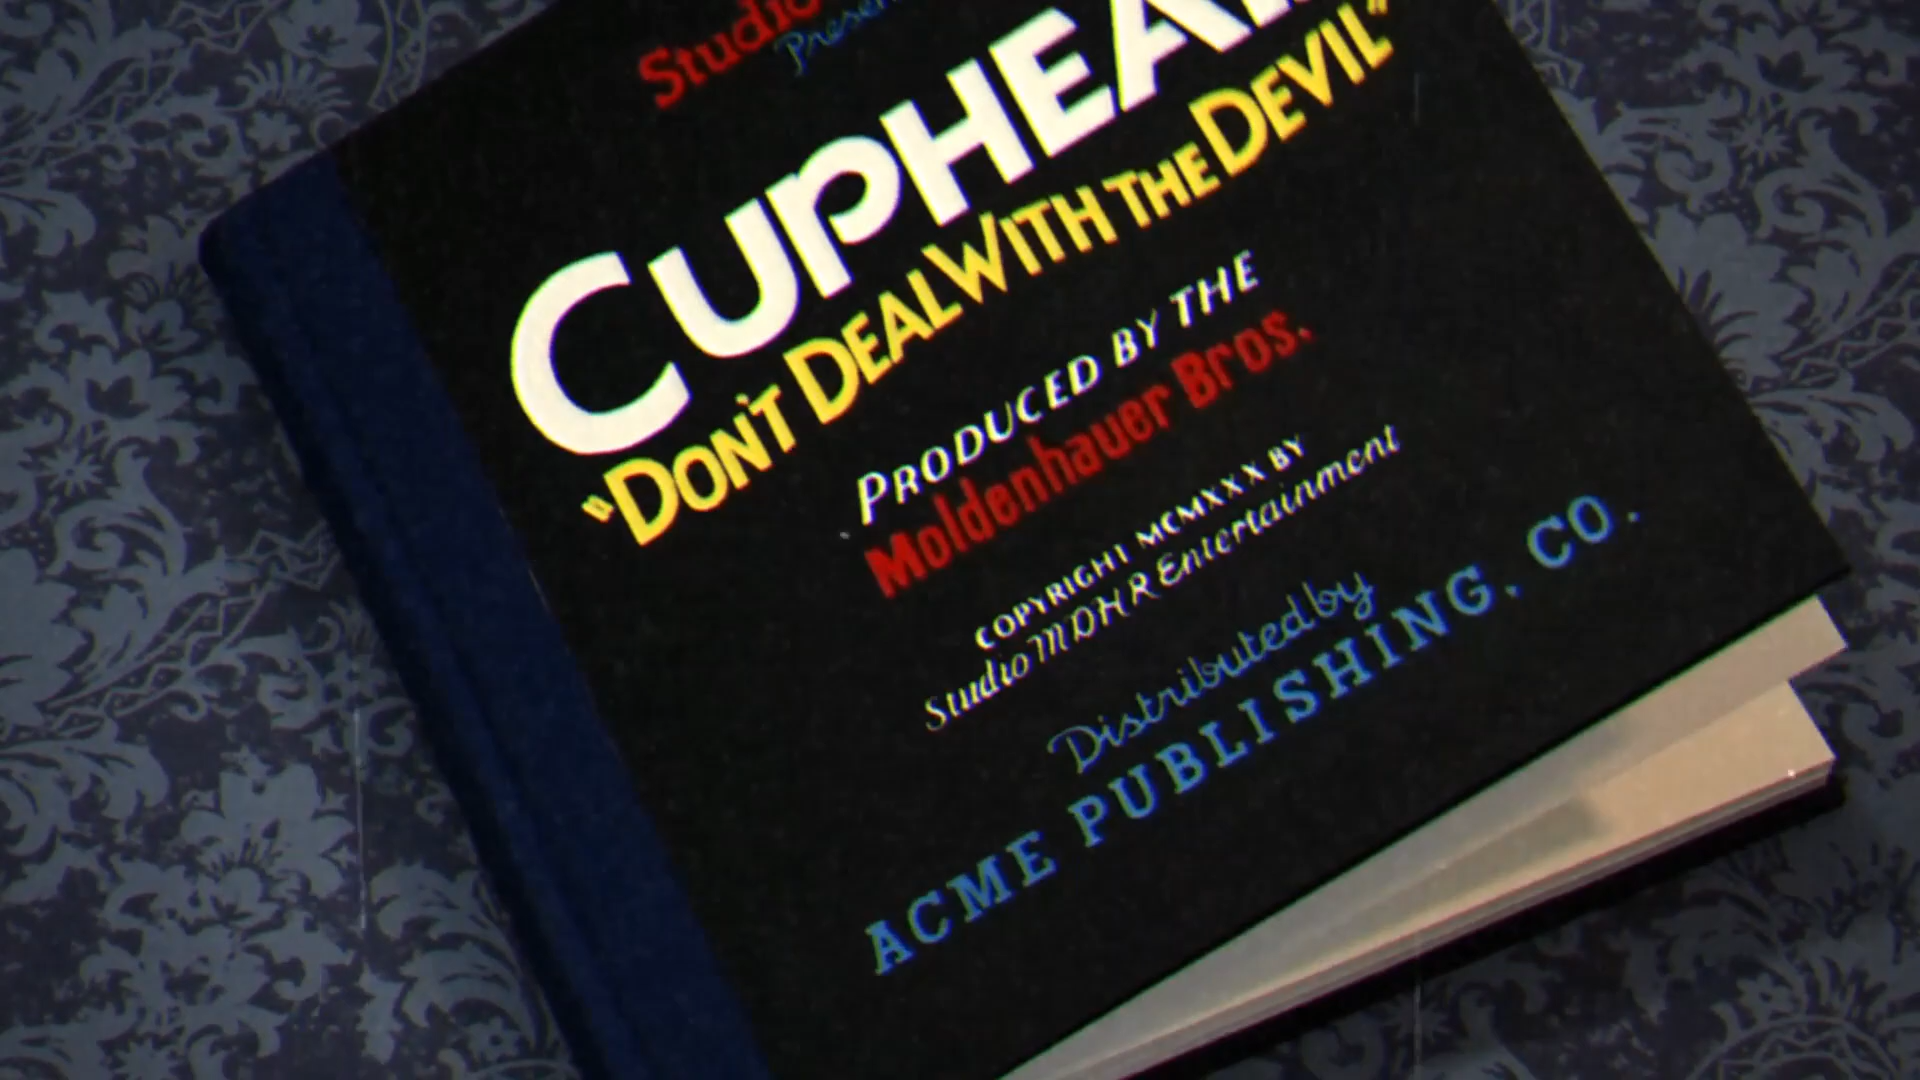 Studio
Presen
CUPHEA
"DON'T DEAL WITH THE DEVIL"
PRODUCED BY THE
Moldenhauer Bros.
COPYRIGHT MCMXXX BY
Studio MDHR Entertainment
Distributed by
ACME PUBLISHING, CO.